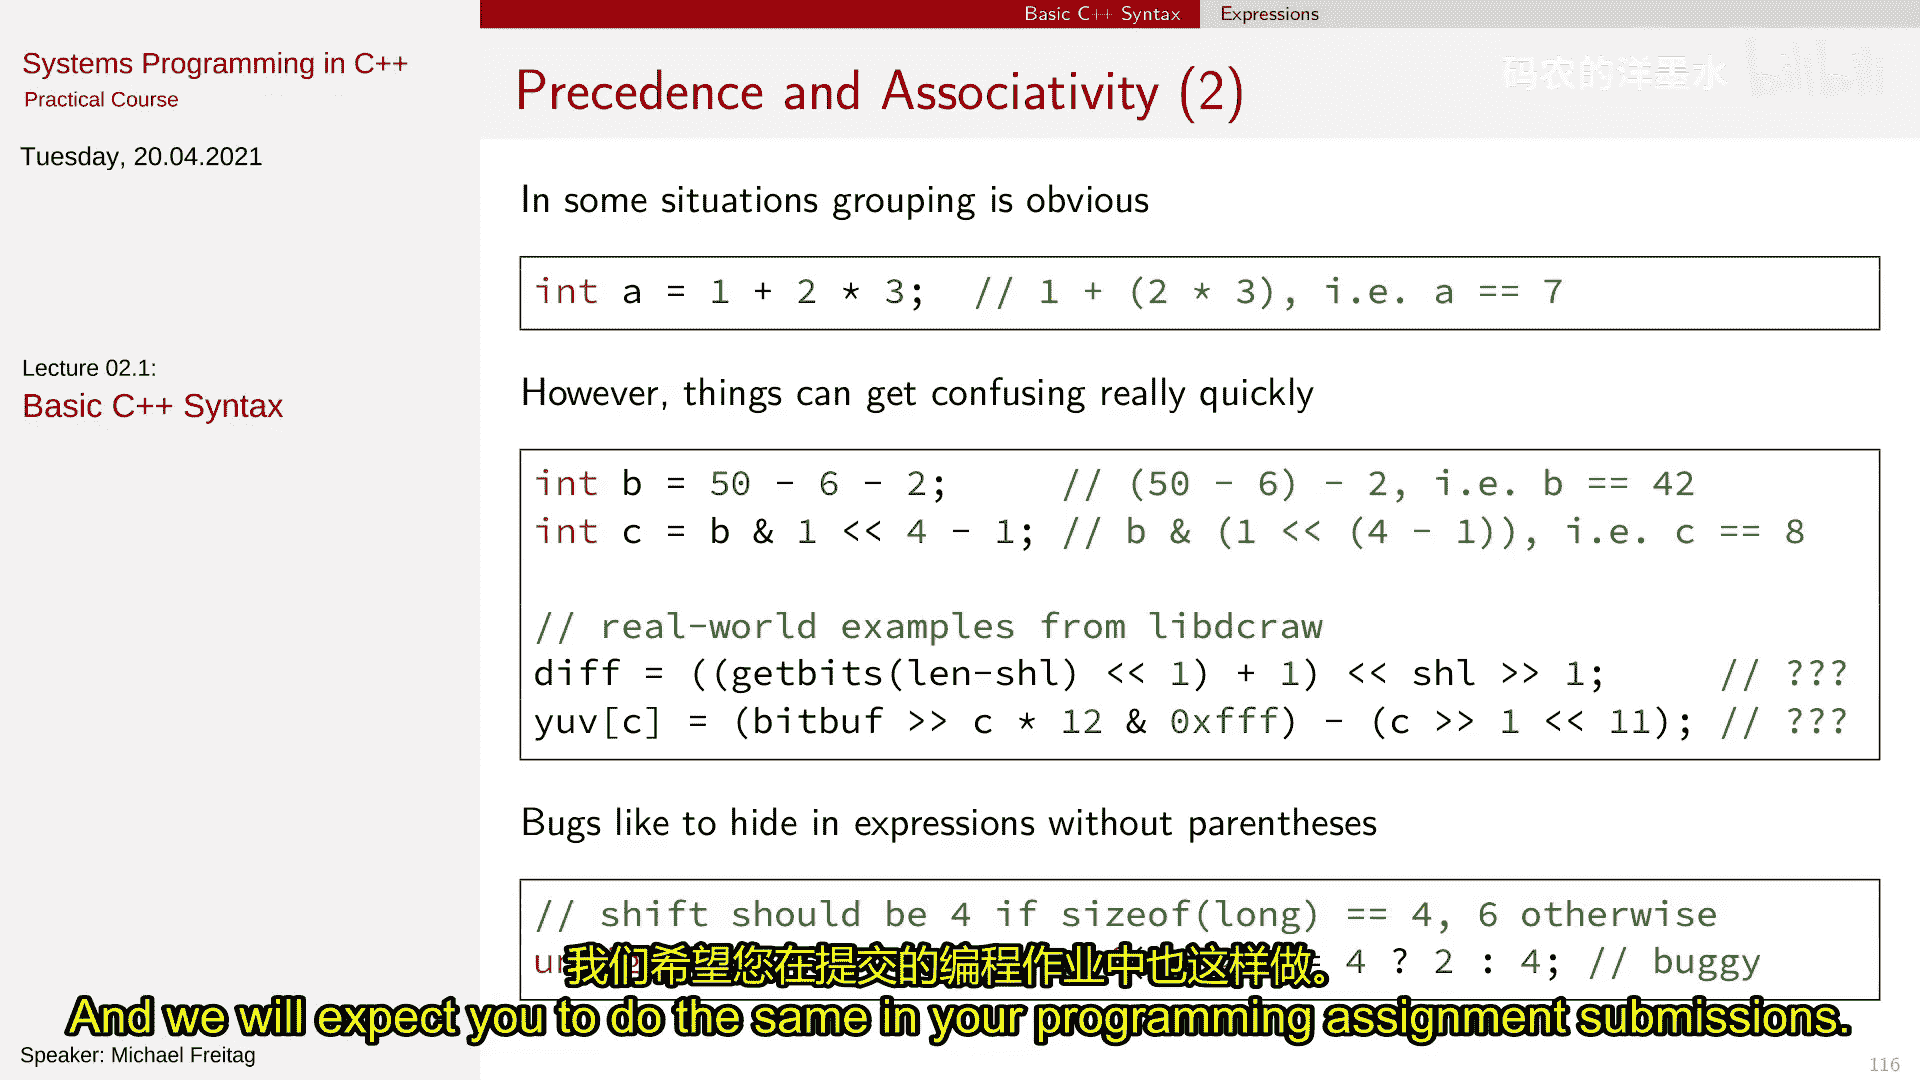 Basic C++ Syntax
Expressions
Systems Programming in C++
Practical Course
Tuesday, 20.04.2021
Lecture 02.1:
Basic C++ Syntax
Precedence and Associativity (2)
码农的洋墨水
In some situations grouping is obvious
int a = 1 + 2 * 3;  // 1 + (2 * 3), i.e. a == 7
However, things can get confusing really quickly
int b = 50 - 6 - 2;     // (50 - 6) - 2, i.e. b == 42
int c = b & 1 << 4 - 1; // b & (1 << (4 - 1)), i.e. c == 8
// real-world examples from libdcraw
diff = ((getbits(len-shl) << 1) + 1) << shl >> 1;     // ???
yuv[c] = (bitbuf >> c * 12 & 0xfff) - (c >> 1 << 11); // ???
Bugs like to hide in expressions without parentheses
// shift should be 4 if sizeof(long) == 4, 6 otherwise
4 ? 2 : 4; // buggy
我们希望您在提交的编程作业中也这样做。
And we will expect you to do the same in your programming assignment submissions.
Speaker: Michael Freitag
116